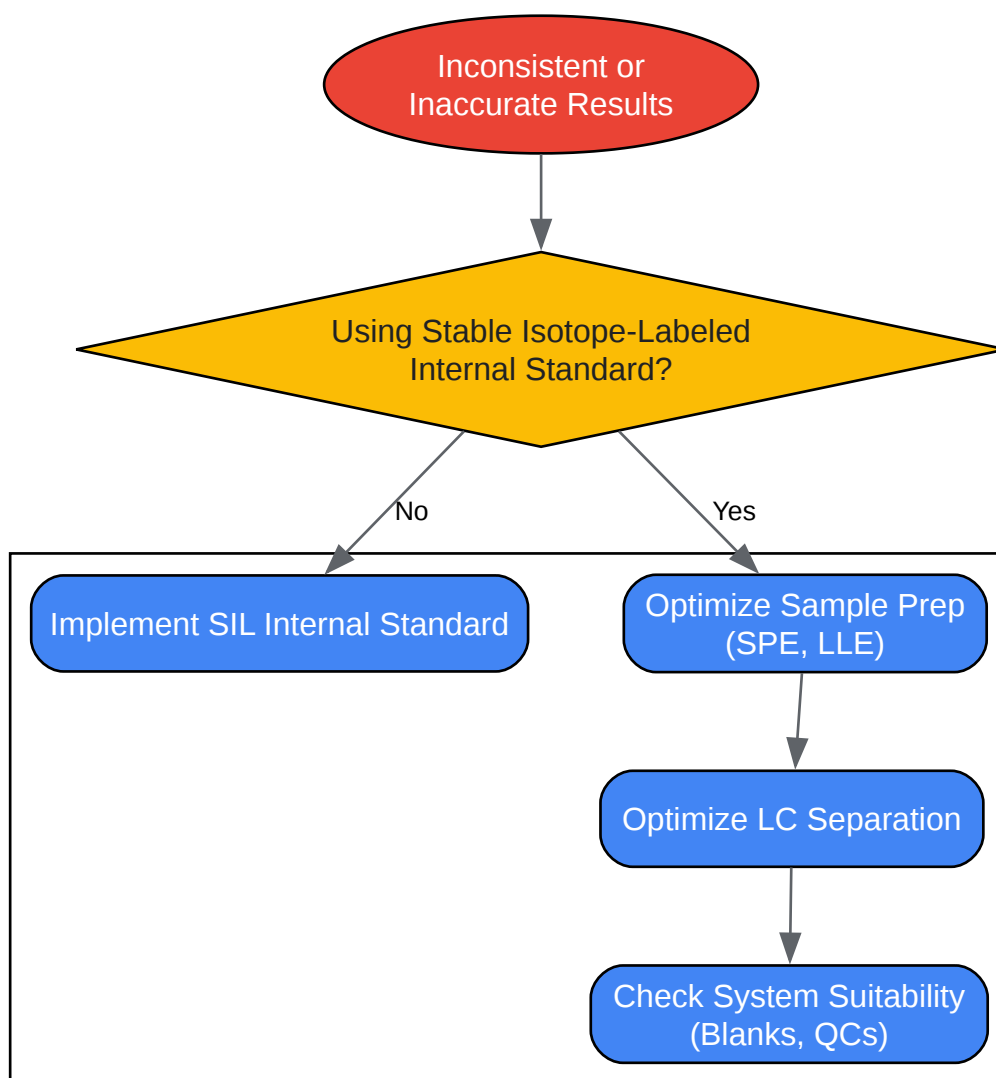 Inconsistent or
Inaccurate Results
Using Stable Isotope-Labeled
Internal Standard?
No
Yes
Implement SIL Internal Standard
Optimize Sample Prep
(SPE, LLE)
Optimize LC Separation
Check System Suitability
(Blanks, QCs)